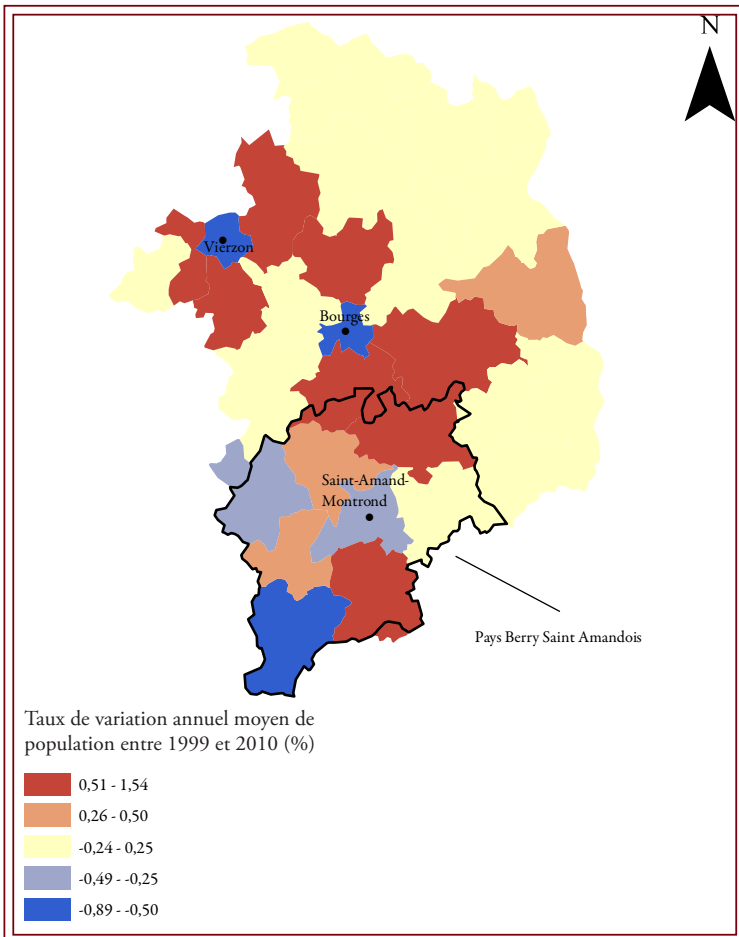 N
Vierzon
Bourges
Saint-Amand-
Montrond
Pays Berry Saint Amandois
Taux de variation annuel moyen de
population entre 1999 et 2010 (%)
0,51 - 1,54
0,26 - 0,50
-0,24 - 0,25
-0,49 - -0,25
-0,89 - -0,50